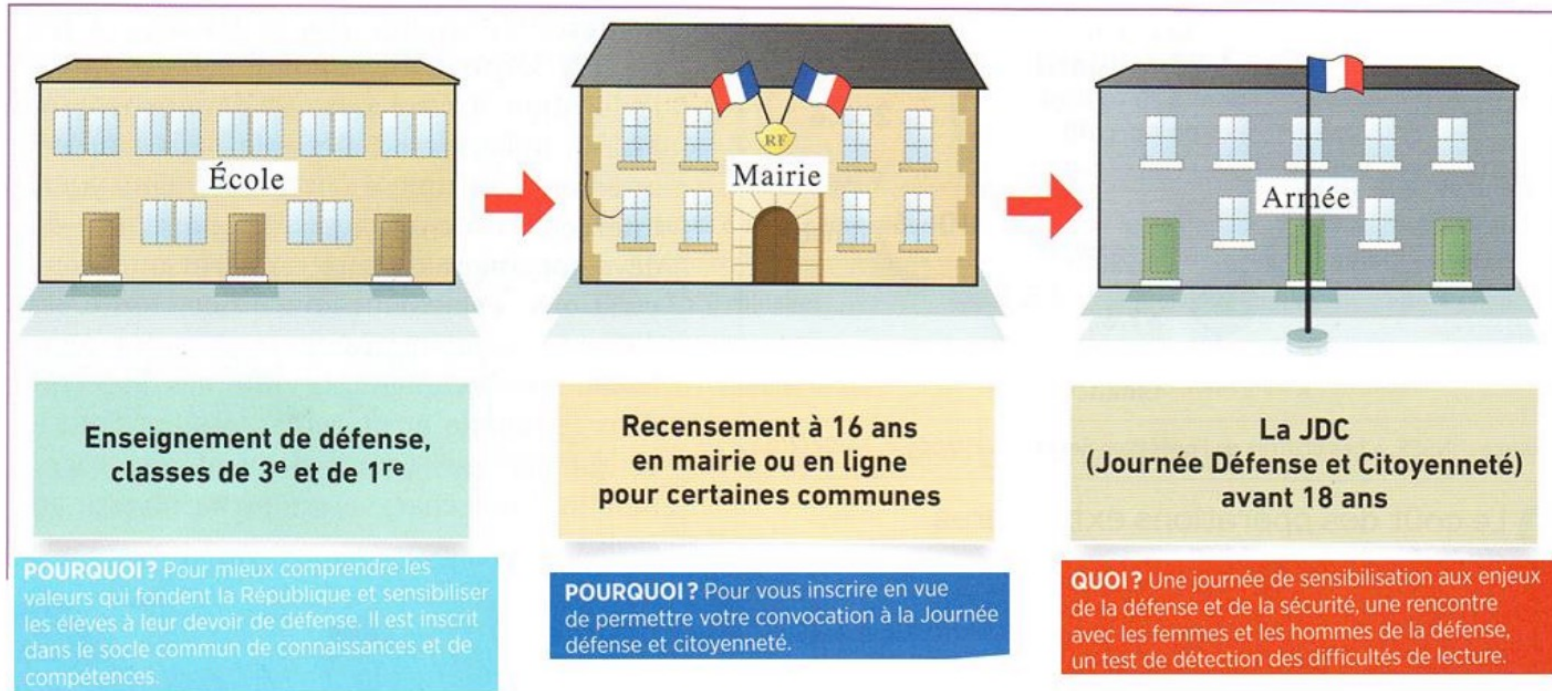 École
RF
Mairie
Armée
Enseignement de défense,
classes de 3e et de 1re
Recensement à 16 ans
en mairie ou en ligne
pour certaines communes
La JDC
(Journée Défense et Citoyenneté)
avant 18 ans
POURQUOI? Pour mieux comprendre les
valeurs qui fondent la République et sensibiliser
les élèves à leur devoir de défense. Il est inscrit
dans le socle commun de connaissances et de
compétences.
POURQUOI? Pour vous inscrire en vue
de permettre votre convocation à la Journée
défense et citoyenneté.
QUOI? Une journée de sensibilisation aux enjeux
de la défense et de la sécurité, une rencontre
avec les femmes et les hommes de la défense,
un test de détection des difficultés de lecture.